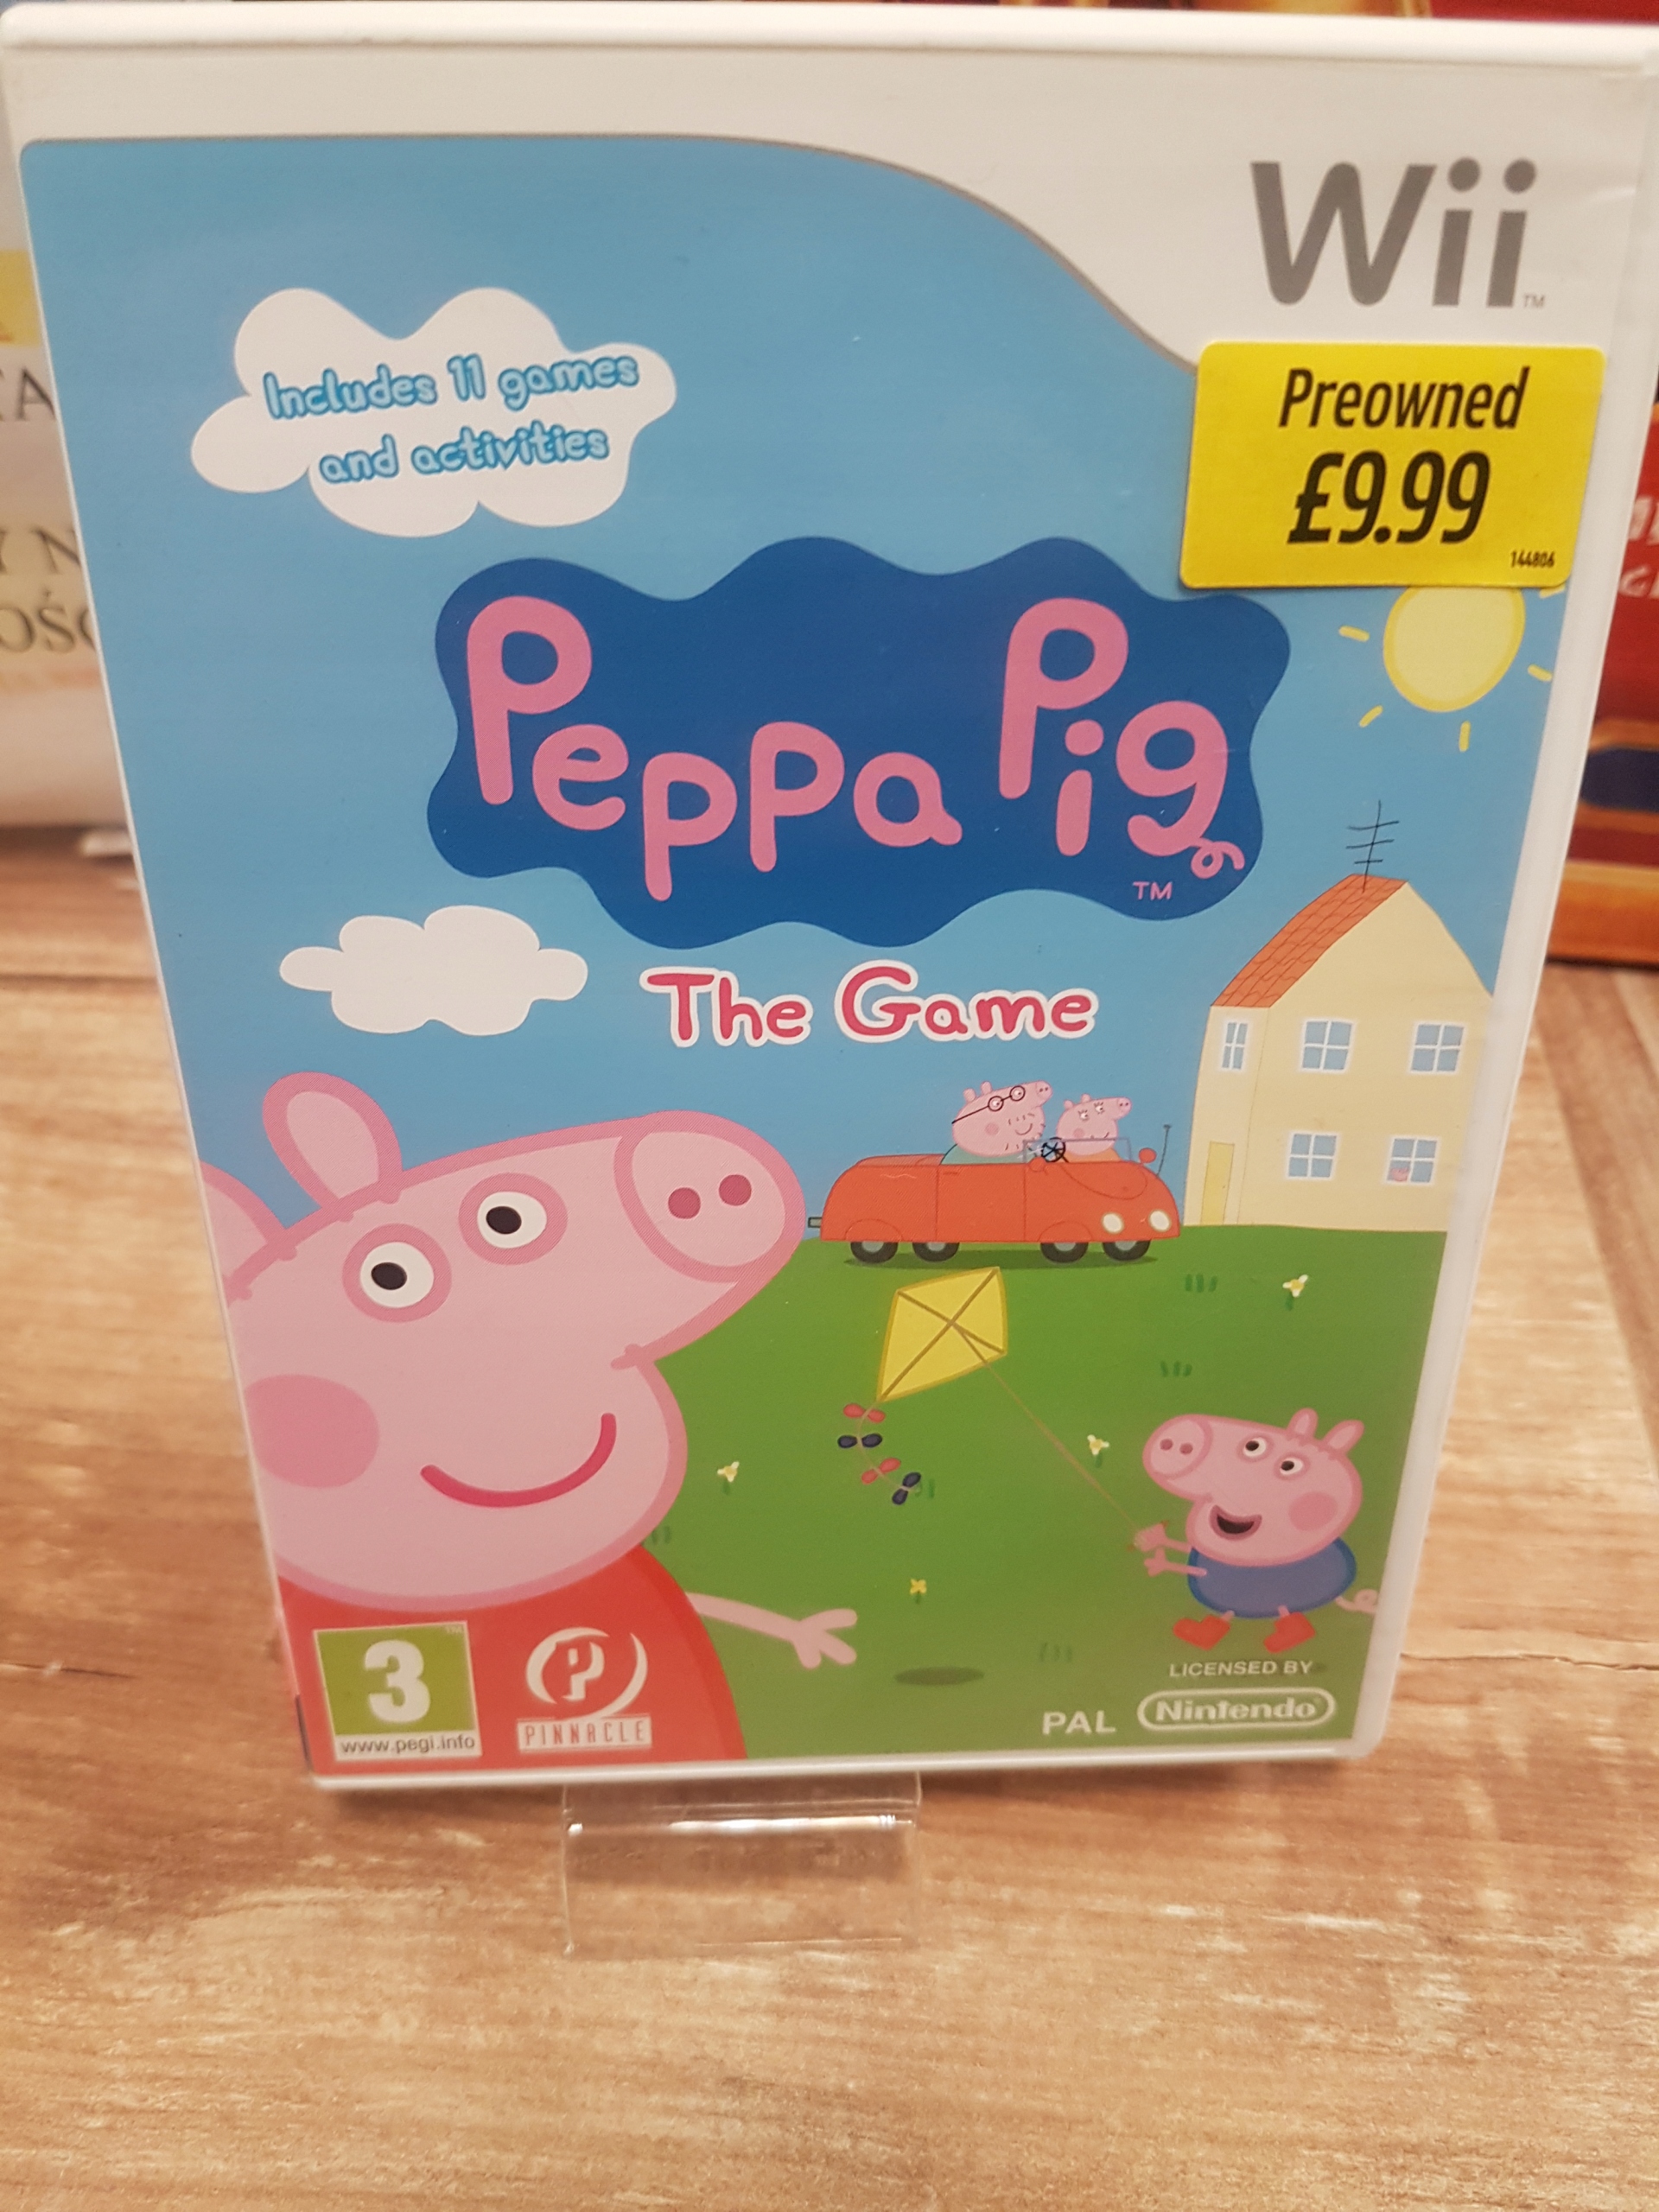 Wii
TM
Includes 11 games
and activities
Preowned
£9.99
144806
Peppa Pig
TM
The Game
3
www.pegi.info
P
PINNACLE
LICENSED BY
PAL
Nintendo